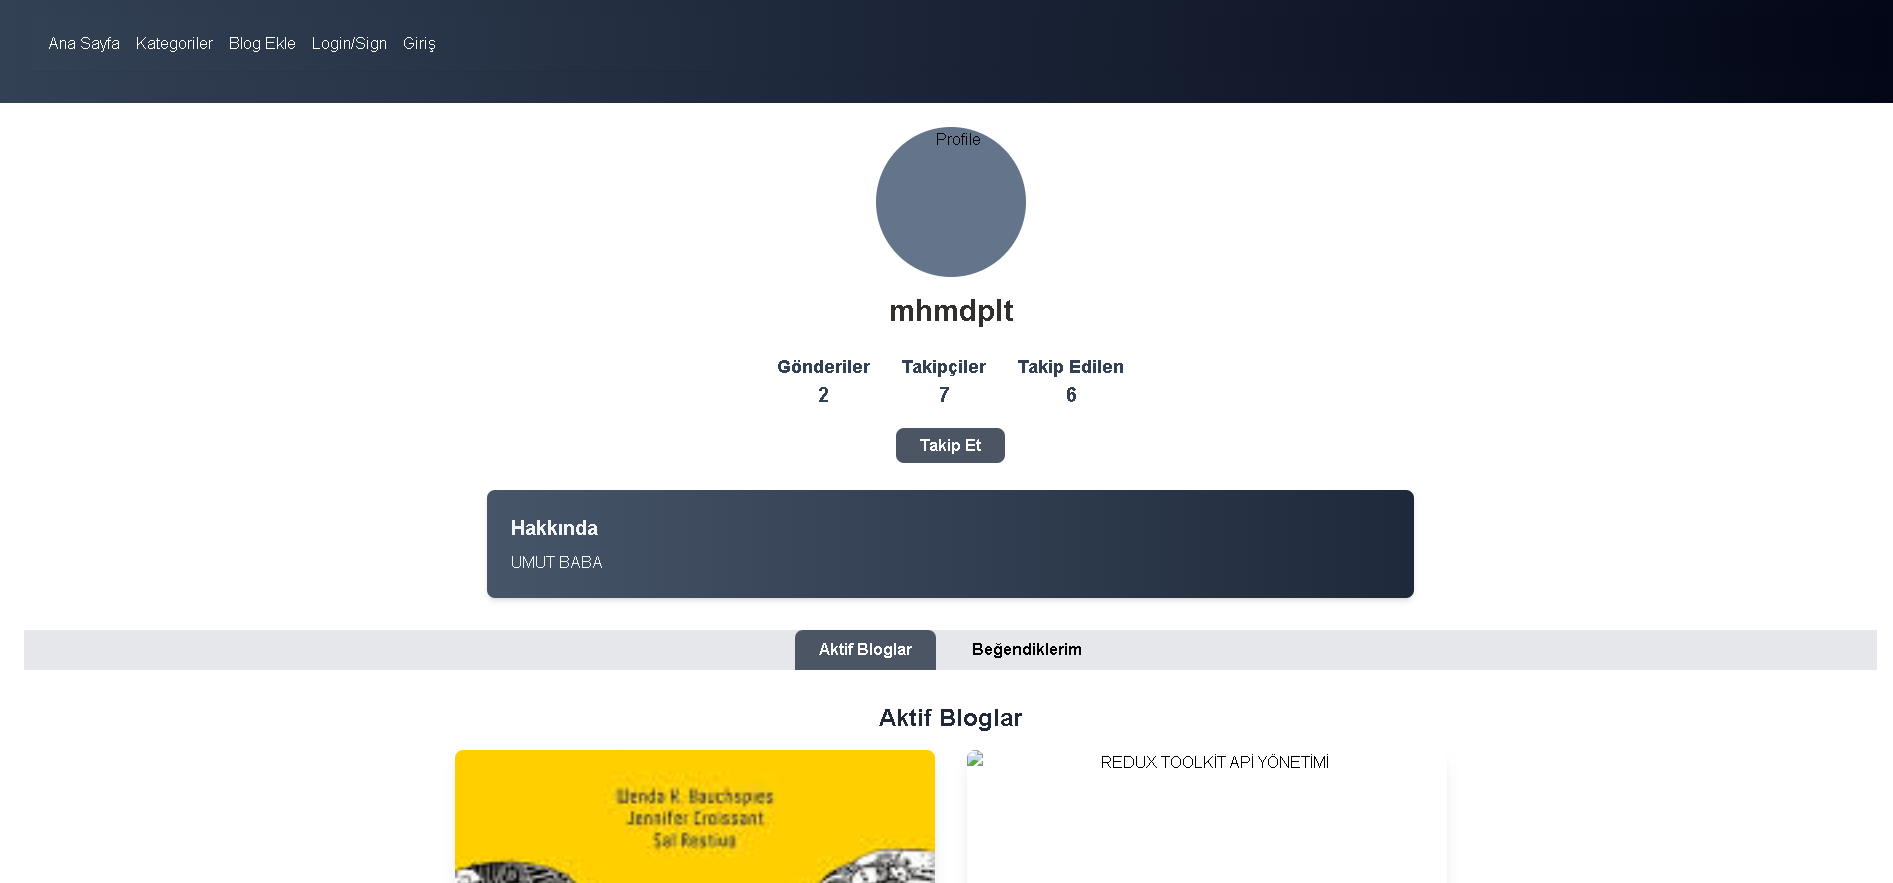 Ana Sayfa Kategoriler Blog Ekle Login/Sign Giriş
Profile
mhmdplt
Gönderiler Takipçiler Takip Edilen
2 7 6
Takip Et
Hakkında
UMUT BABA
Aktif Bloglar Beğendiklerim
Aktif Bloglar
Wenda K. Bauchspies
Jennifer Croissant
Sal Restivo
REDUX TOOLKİT APİ YÖNETİMİ